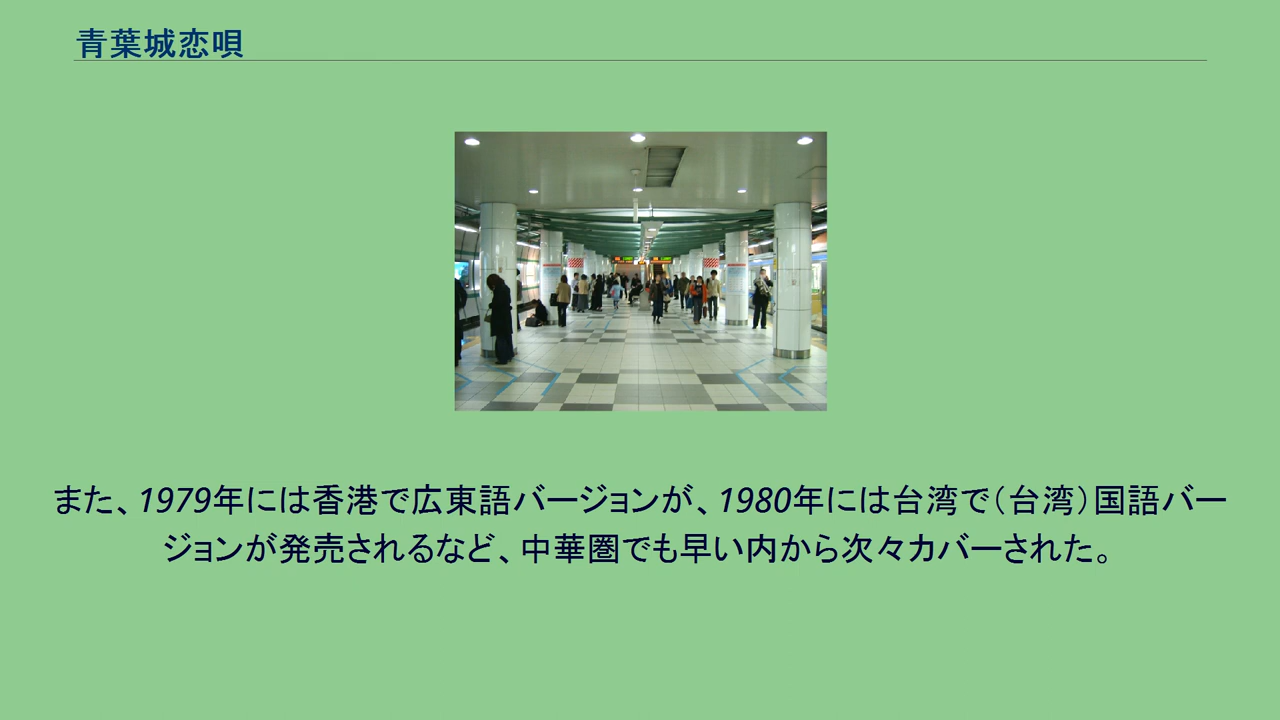 青葉城恋唄
また、1979年には香港で広東語バージョンが、1980年には台湾で（台湾）国語バー
ジョンが発売されるなど、中華圏でも早い内から次々カバーされた。